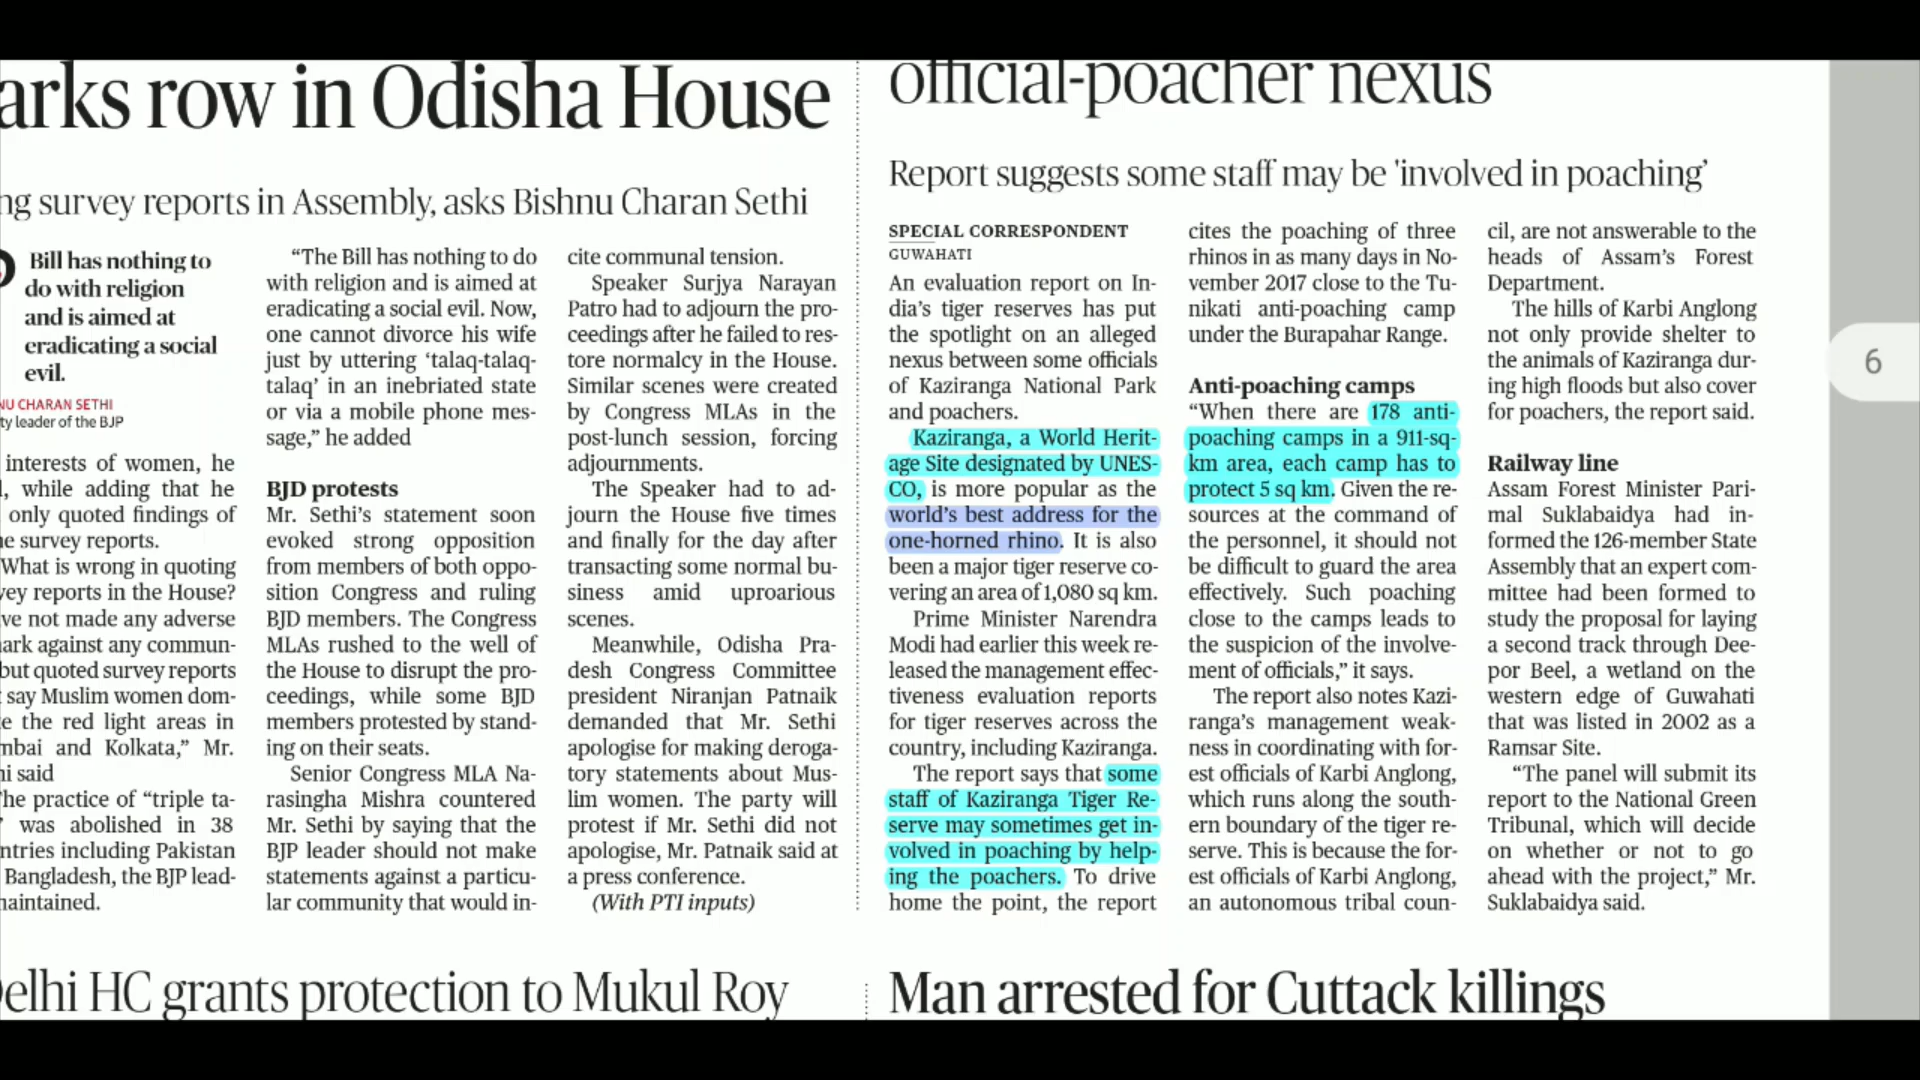 arks row in Odisha House
ng survey reports in Assembly, asks Bishnu Charan Sethi
Bill has nothing to
do with religion
and is aimed at
eradicating a social
evil.
NU CHARAN SETHI
ty leader of the BJP
interests of women, he
, while adding that he
only quoted findings of
e survey reports.
What is wrong in quoting
vey reports in the House?
ve not made any adverse
ark against any commun-
but quoted survey reports
say Muslim women dom-
e the red light areas in
mbai and Kolkata,” Mr.
hi said
he practice of “triple ta-
’ was abolished in 38
ntries including Pakistan
Bangladesh, the BJP lead-
naintained.
“The Bill has nothing to do
with religion and is aimed at
eradicating a social evil. Now,
one cannot divorce his wife
just by uttering ‘talaq-talaq-
talaq’ in an inebriated state
or via a mobile phone mes-
sage,” he added
BJD protests
Mr. Sethi’s statement soon
evoked strong opposition
from members of both oppo-
sition Congress and ruling
BJD members. The Congress
MLAs rushed to the well of
the House to disrupt the pro-
ceedings, while some BJD
members protested by stand-
ing on their seats.
Senior Congress MLA Na-
rasingha Mishra countered
Mr. Sethi by saying that the
BJP leader should not make
statements against a particu-
lar community that would in-
cite communal tension.
Speaker Surjya Narayan
Patro had to adjourn the pro-
ceedings after he failed to res-
tore normalcy in the House.
Similar scenes were created
by Congress MLAs in the
post-lunch session, forcing
adjournments.
The Speaker had to ad-
journ the House five times
and finally for the day after
transacting some normal bu-
siness amid uproarious
scenes.
Meanwhile, Odisha Pra-
desh Congress Committee
president Niranjan Patnaik
demanded that Mr. Sethi
apologise for making deroga-
tory statements about Mus-
lim women. The party will
protest if Mr. Sethi did not
apologise, Mr. Patnaik said at
a press conference.
(With PTI inputs)
official-poacher nexus
Report suggests some staff may be 'involved in poaching’
SPECIAL CORRESPONDENT
GUWAHATI
An evaluation report on In-
dia’s tiger reserves has put
the spotlight on an alleged
nexus between some officials
of Kaziranga National Park
and poachers.
Kaziranga, a World Herit-
age Site designated by UNES-
CO, is more popular as the
world’s best address for the
one-horned rhino. It is also
been a major tiger reserve co-
vering an area of 1,080 sq km.
Prime Minister Narendra
Modi had earlier this week re-
leased the management effec-
tiveness evaluation reports
for tiger reserves across the
country, including Kaziranga.
The report says that some
staff of Kaziranga Tiger Re-
serve may sometimes get in-
volved in poaching by help-
ing the poachers. To drive
home the point, the report
cites the poaching of three
rhinos in as many days in No-
vember 2017 close to the Tu-
nikati anti-poaching camp
under the Burapahar Range.
Anti-poaching camps
“When there are 178 anti-
poaching camps in a 911-sq-
km area, each camp has to
protect 5 sq km. Given the re-
sources at the command of
the personnel, it should not
be difficult to guard the area
effectively. Such poaching
close to the camps leads to
the suspicion of the involve-
ment of officials,” it says.
The report also notes Kazi-
ranga’s management weak-
ness in coordinating with for-
est officials of Karbi Anglong,
which runs along the south-
ern boundary of the tiger re-
serve. This is because the for-
est officials of Karbi Anglong,
an autonomous tribal coun-
cil, are not answerable to the
heads of Assam’s Forest
Department.
The hills of Karbi Anglong
not only provide shelter to
the animals of Kaziranga dur-
ing high floods but also cover
for poachers, the report said.
Railway line
Assam Forest Minister Pari-
mal Suklabaidya had in-
formed the 126-member State
Assembly that an expert com-
mittee had been formed to
study the proposal for laying
a second track through Dee-
por Beel, a wetland on the
western edge of Guwahati
that was listed in 2002 as a
Ramsar Site.
“The panel will submit its
report to the National Green
Tribunal, which will decide
on whether or not to go
ahead with the project,” Mr.
Suklabaidya said.
6
elhi HC grants protection to Mukul Roy
Man arrested for Cuttack killings